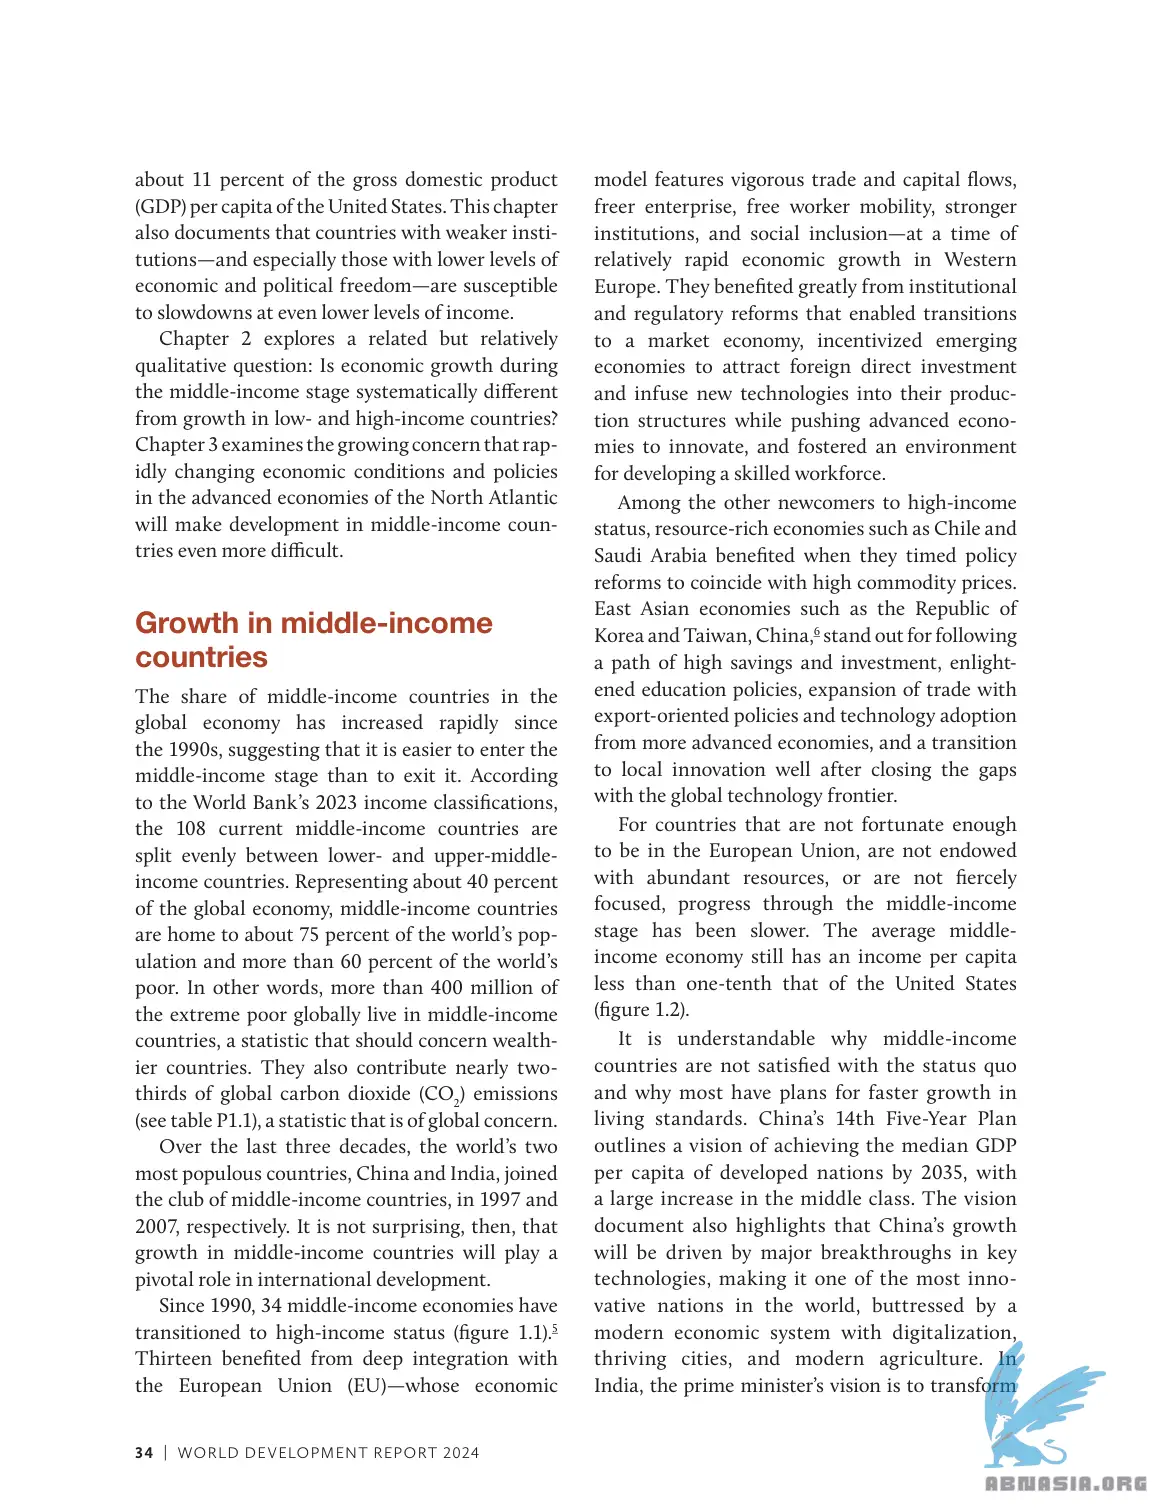 about 11 percent of the gross domestic product
(GDP) per capita of the United States. This chapter
also documents that countries with weaker insti-
tutions—and especially those with lower levels of
economic and political freedom—are susceptible
to slowdowns at even lower levels of income.
Chapter 2 explores a related but relatively
qualitative question: Is economic growth during
the middle-income stage systematically different
from growth in low- and high-income countries?
Chapter 3 examines the growing concern that rap-
idly changing economic conditions and policies
in the advanced economies of the North Atlantic
will make development in middle-income coun-
tries even more difficult.
Growth in middle-income
countries
The share of middle-income countries in the
global economy has increased rapidly since
the 1990s, suggesting that it is easier to enter the
middle-income stage than to exit it. According
to the World Bank’s 2023 income classifications,
the 108 current middle-income countries are
split evenly between lower- and upper-middle-
income countries. Representing about 40 percent
of the global economy, middle-income countries
are home to about 75 percent of the world’s pop-
ulation and more than 60 percent of the world’s
poor. In other words, more than 400 million of
the extreme poor globally live in middle-income
countries, a statistic that should concern wealth-
ier countries. They also contribute nearly two-
thirds of global carbon dioxide (CO2) emissions
(see table P1.1), a statistic that is of global concern.
Over the last three decades, the world’s two
most populous countries, China and India, joined
the club of middle-income countries, in 1997 and
2007, respectively. It is not surprising, then, that
growth in middle-income countries will play a
pivotal role in international development.
Since 1990, 34 middle-income economies have
transitioned to high-income status (figure 1.1).5
Thirteen benefited from deep integration with
the European Union (EU)—whose economic
model features vigorous trade and capital flows,
freer enterprise, free worker mobility, stronger
institutions, and social inclusion—at a time of
relatively rapid economic growth in Western
Europe. They benefited greatly from institutional
and regulatory reforms that enabled transitions
to a market economy, incentivized emerging
economies to attract foreign direct investment
and infuse new technologies into their produc-
tion structures while pushing advanced econo-
mies to innovate, and fostered an environment
for developing a skilled workforce.
Among the other newcomers to high-income
status, resource-rich economies such as Chile and
Saudi Arabia benefited when they timed policy
reforms to coincide with high commodity prices.
East Asian economies such as the Republic of
Korea and Taiwan, China,6 stand out for following
a path of high savings and investment, enlight-
ened education policies, expansion of trade with
export-oriented policies and technology adoption
from more advanced economies, and a transition
to local innovation well after closing the gaps
with the global technology frontier.
For countries that are not fortunate enough
to be in the European Union, are not endowed
with abundant resources, or are not fiercely
focused, progress through the middle-income
stage has been slower. The average middle-
income economy still has an income per capita
less than one-tenth that of the United States
(figure 1.2).
It is understandable why middle-income
countries are not satisfied with the status quo
and why most have plans for faster growth in
living standards. China’s 14th Five-Year Plan
outlines a vision of achieving the median GDP
per capita of developed nations by 2035, with
a large increase in the middle class. The vision
document also highlights that China’s growth
will be driven by major breakthroughs in key
technologies, making it one of the most inno-
vative nations in the world, buttressed by a
modern economic system with digitalization,
thriving cities, and modern agriculture. In
India, the prime minister’s vision is to transform
34 | WORLD DEVELOPMENT REPORT 2024
ABNASIA.ORG